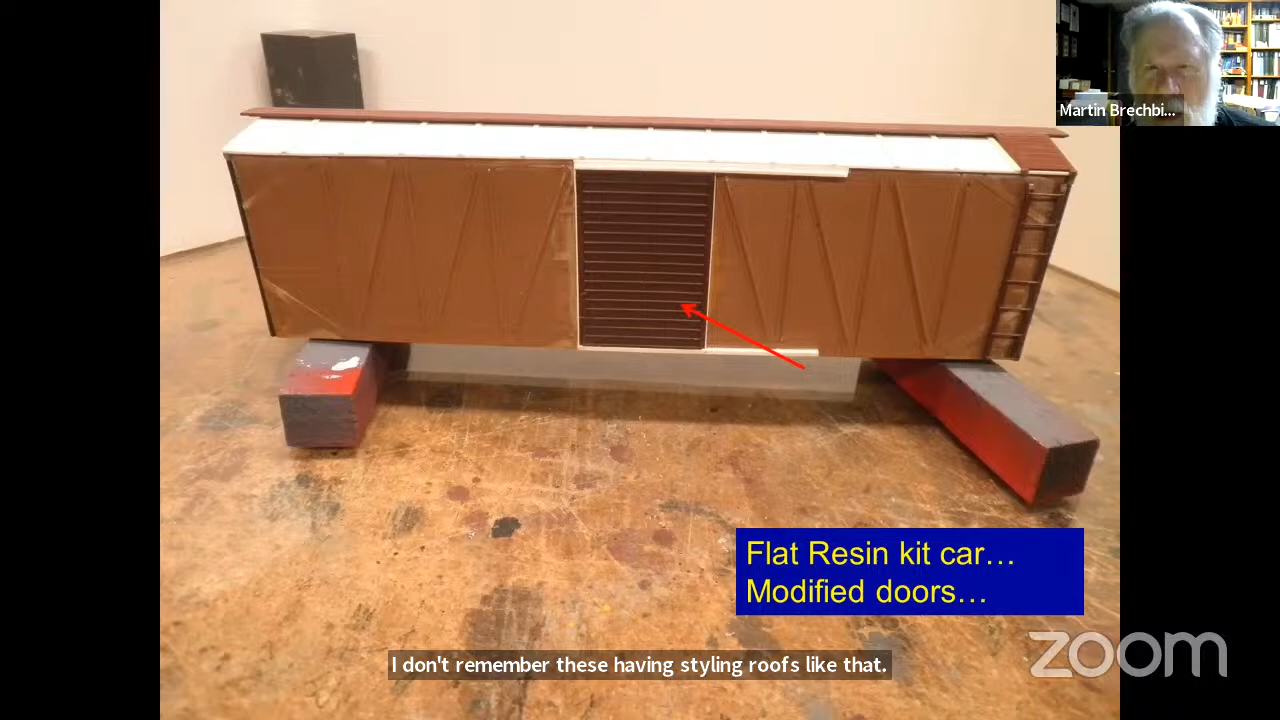 Martin Brechbi...
Flat Resin kit car…
Modified doors…
zoom
I don't remember these having styling roofs like that.